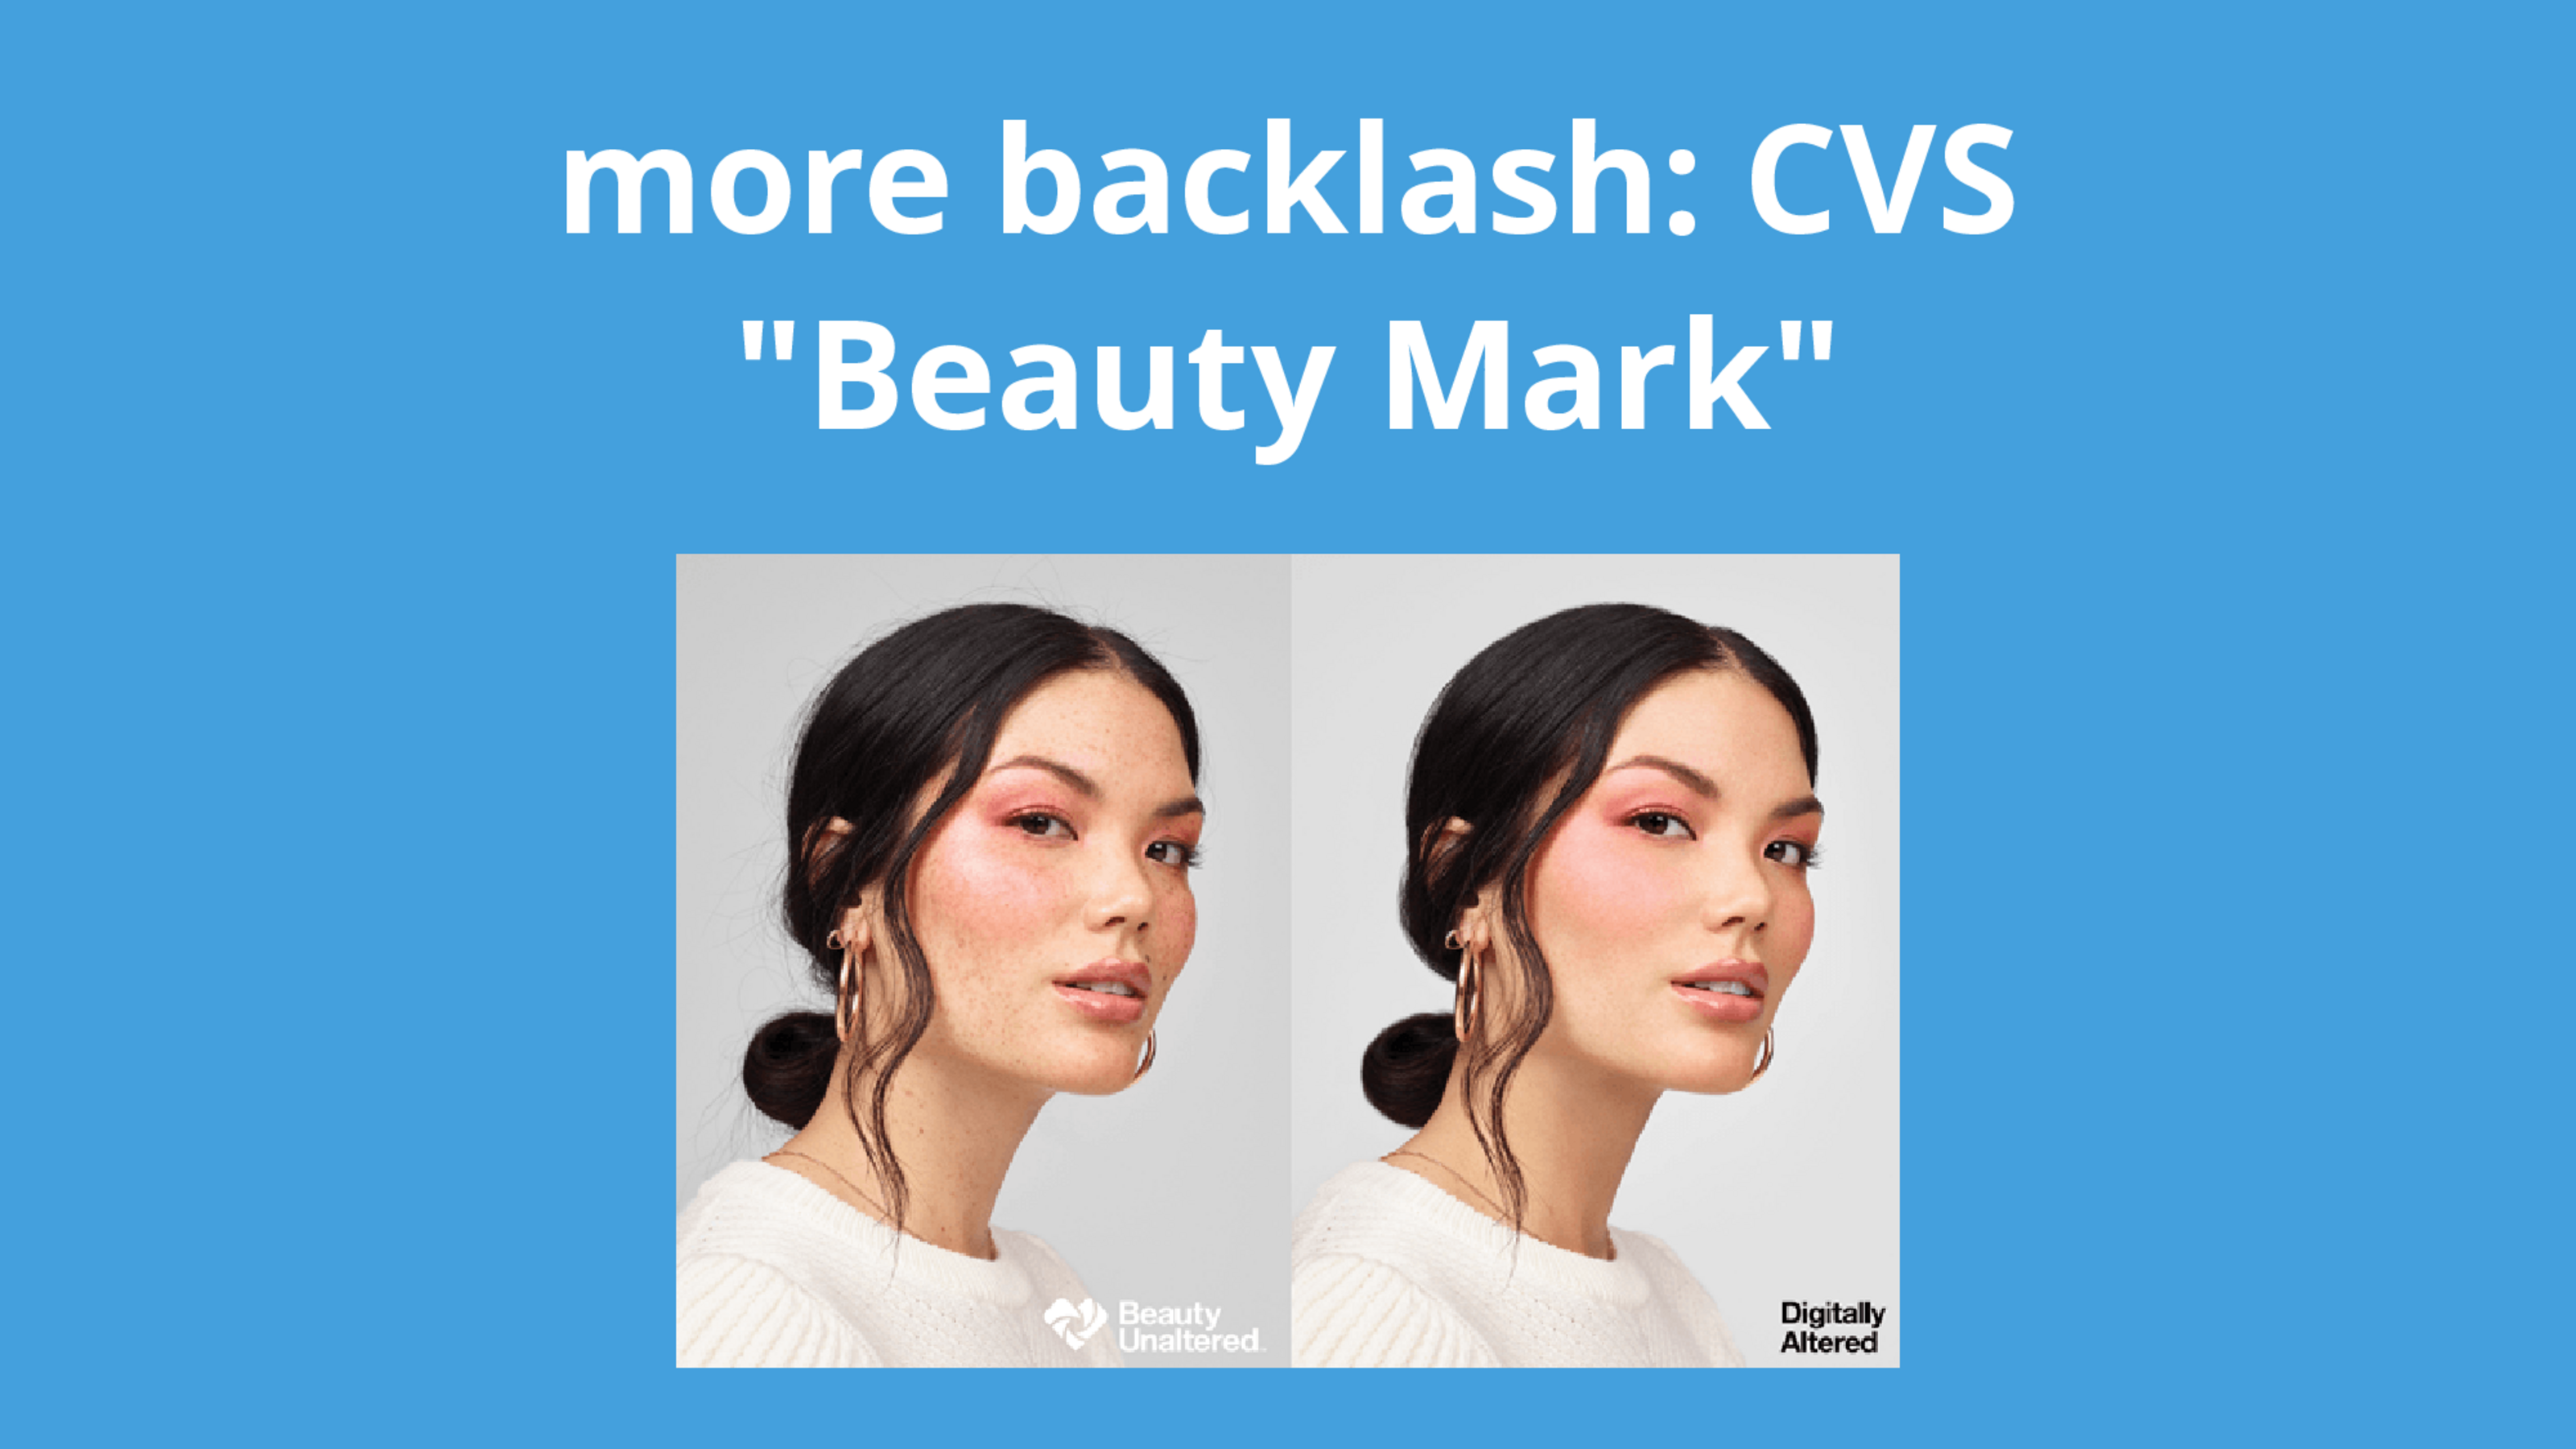 more backlash: CVS
"Beauty Mark"
Beauty
Unaltered
Digitally
Altered